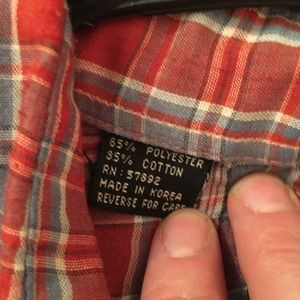 65% POLYESTER
35% COTTON
RN: 57892
MADE IN KOREA
REVERSE FOR CARE